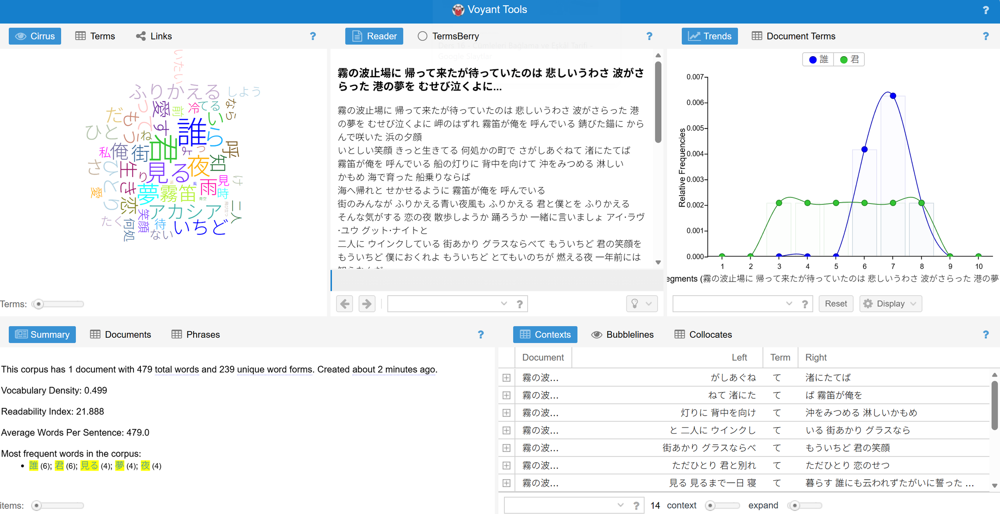 Voyant Tools
?
Cirrus
Terms
Links
?
Reader
TermsBerry
?
Trends
Document Terms
?
Ders 16 - Cümleleri Bağlama ve Eşkâl Tarifi -
Google Slaytlar
いたい
ふりかえる
しよう
って
愛す
前
冷
てる
なら
だ
もう
い
ひと
ね
誰
ら
君
よ
つ
呼
私
俺
街
知
さ
ひとり
生き
り
見る
夜
見
け
愛
夢
霧笛
雨
時
風
青空
恋
アカシア
二人
たく
何処
笑顔
待
ない
いちど
Terms:
霧の波止場に 帰って来たが待っていたのは 悲しいうわさ 波がさ
らった 港の夢を むせび泣くよに...
霧の波止場に 帰って来たが待っていたのは 悲しいうわさ 波がさらった 港
の夢を むせび泣くよに 岬のはずれ 霧笛が俺を 呼んでいる 錆びた錨に から
んで咲いた 浜の夕顔
いとしい笑顔 きっと生きてる 何処かの町で さがしあぐねて 渚にたてば
霧笛が俺を 呼んでいる 船の灯りに 背中を向けて 沖をみつめる 淋しい
かもめ 海で育った 船乗りならば
海へ帰れと せかせるように 霧笛が俺を 呼んでいる
街のみんなが ふりかえる青い夜風も ふりかえる 君と僕とを ふりかえる
そんな気がする 恋の夜 散歩しようか 踊ろうか 一緒に言いましょ アイ・ラヴ
・ユウ グット・ナイトと
二人に ウインクしている 街あかり グラスならべて もういちど 君の笑顔を
もういちど 僕におくれよ もういちど とてもいのちが 燃える夜 一年前には
?
誰
君
0.007
0.006
0.005
0.004
0.003
0.002
0.001
0.000
Relative Frequencies
1 2 3 4 5 6 7 8 9 10
egments (霧の波止場に 帰って来たが待っていたのは 悲しいうわさ 波がさらった 港の夢
?
Reset
Display
Summary
Documents
Phrases
?
This corpus has 1 document with 479 total words and 239 unique word forms. Created about 2 minutes ago.
Vocabulary Density: 0.499
Readability Index: 21.888
Average Words Per Sentence: 479.0
Most frequent words in the corpus:
• 誰 (6); 君 (6); 見る (4); 夢 (4); 夜 (4)
items:
Contexts
Bubblelines
Collocates
?
Document Left Term Right
霧の波... がしあぐね て 渚にたてば
霧の波... ねて 渚にた て ば 霧笛が俺を
霧の波... 灯りに 背中を向け て 沖をみつめる 淋しいかもめ
霧の波... と 二人に ウインクし て いる 街あかり グラスなら
霧の波... 街あかり グラスならべ て もういちど 君の笑顔
霧の波... ただひとり 君と別れ て ただひとり 恋のせつ
霧の波... 見る 見るまで一日 寝 て 暮らす 誰にも云われずたがいに誓った ...
? 14 context expand